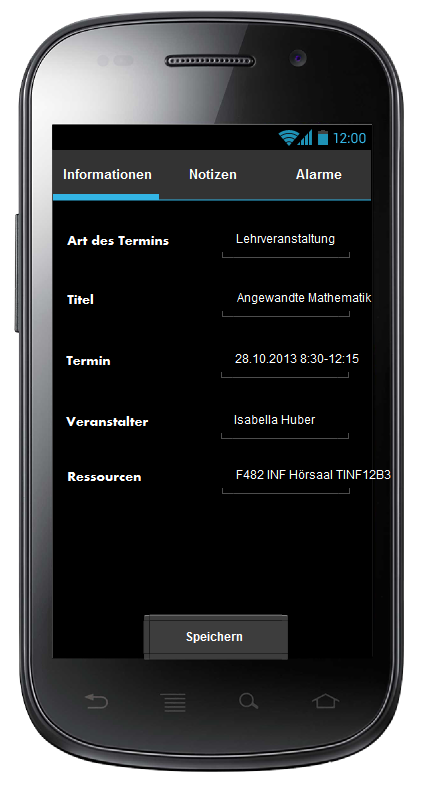 12:00
Informationen Notizen Alarme
Art des Termins Lehrveranstaltung
Titel Angewandte Mathematik
Termin 28.10.2013 8:30-12:15
Veranstalter Isabella Huber
Ressourcen F482 INF Hörsaal TINF12B3
Speichern